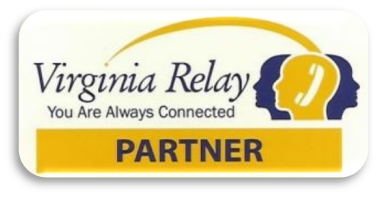 Virginia Relay
You Are Always Connected
PARTNER